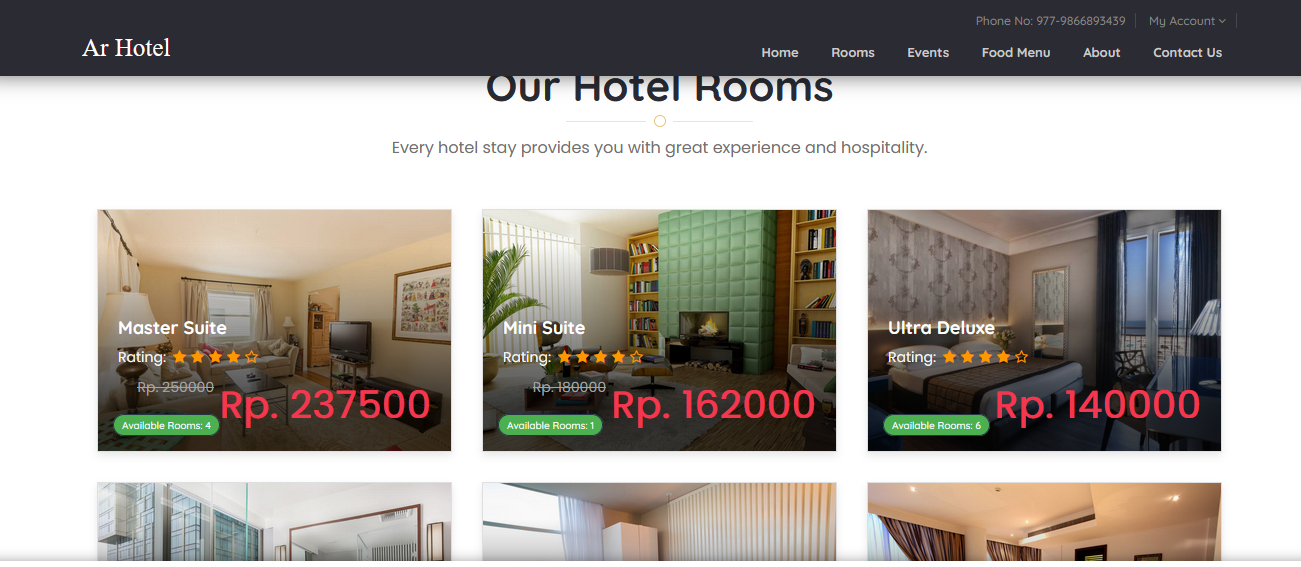 Phone No: 977-9866893439
My Account
Ar Hotel
Home Rooms Events Food Menu About Contact Us
Our Hotel Rooms
Every hotel stay provides you with great experience and hospitality.
Master Suite
Rating:
Rp. 250000
Rp. 237500
Available Rooms: 4
Mini Suite
Rating:
Rp. 180000
Rp. 162000
Available Rooms: 1
Ultra Deluxe
Rating:
Rp. 140000
Available Rooms: 6